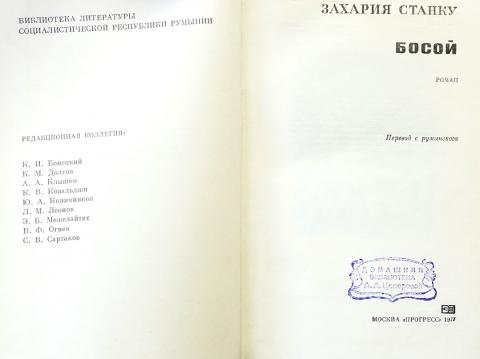 БИБЛИОТЕКА ЛИТЕРАТУРЫ
СОЦИАЛИСТИЧЕСКОЙ РЕСПУБЛИКИ РУМЫНИИ
РЕДАКЦИОННАЯ КОЛЛЕГИЯ:
К. И. Бонецкий
К. М. Долгов
А. А. Клышко
К. В. Ковальджи
Ю. А. Кожевников
Л. М. Леонов
Э. Б. Межелайтис
В. Ф. Огнев
С. В. Сартаков
ЗАХАРИЯ СТАНКУ
БОСОЙ
РОМАН
Перевод с румынского
ДОМАШНЯЯ
БИБЛИОТЕКА
А. А.
МОСКВА «ПРОГРЕСС» 1977